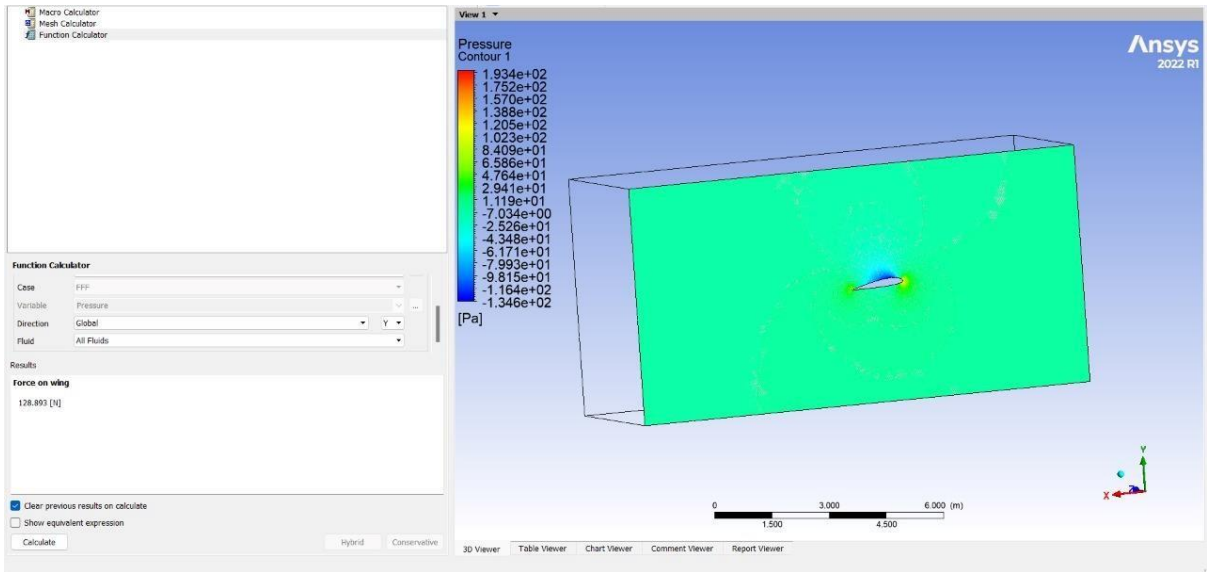 Macro Calculator
Mesh Calculator
Function Calculator
Function Calculator
Case FFF
Variable Pressure ...
Direction Global Y
Fluid All Fluids
Results
Force on wing
128.893 [N]
Clear previous results on calculate
Show equivalent expression
Calculate Hybrid Conservative
View 1
Pressure
Contour 1
1.934e+02
1.752e+02
1.570e+02
1.388e+02
1.205e+02
1.023e+02
8.409e+01
6.586e+01
4.764e+01
2.941e+01
1.119e+01
-7.034e+00
-2.526e+01
-4.348e+01
-6.171e+01
-7.993e+01
-9.815e+01
-1.164e+02
-1.346e+02
[Pa]
Ansys
2022 R1
Y
X Z
0 3.000 6.000 (m)
1.500 4.500
3D Viewer Table Viewer Chart Viewer Comment Viewer Report Viewer